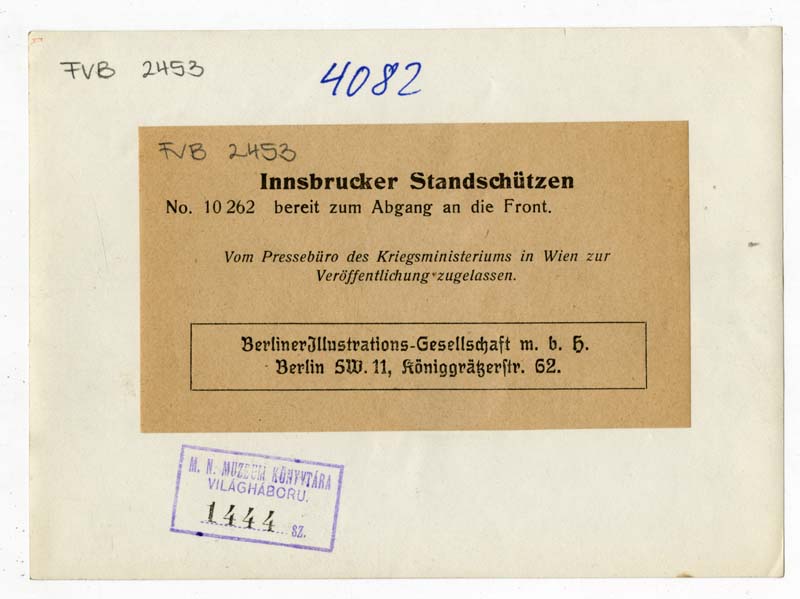 FVB 2453
4082
FVB 2453
Innsbrucker Standschützen
No. 10 262 bereit zum Abgang an die Front.
Vom Pressebüro des Kriegsministeriums in Wien zur
Veröffentlichung zugelassen.
Berliner Illustrations-Gesellschaft m. b. H.
Berlin SW. 11, Königgrätzerstr. 62.
M. N. MUZEUM KÖNYVTÁRA
VILÁGHÁBORU.
1444 SZ.